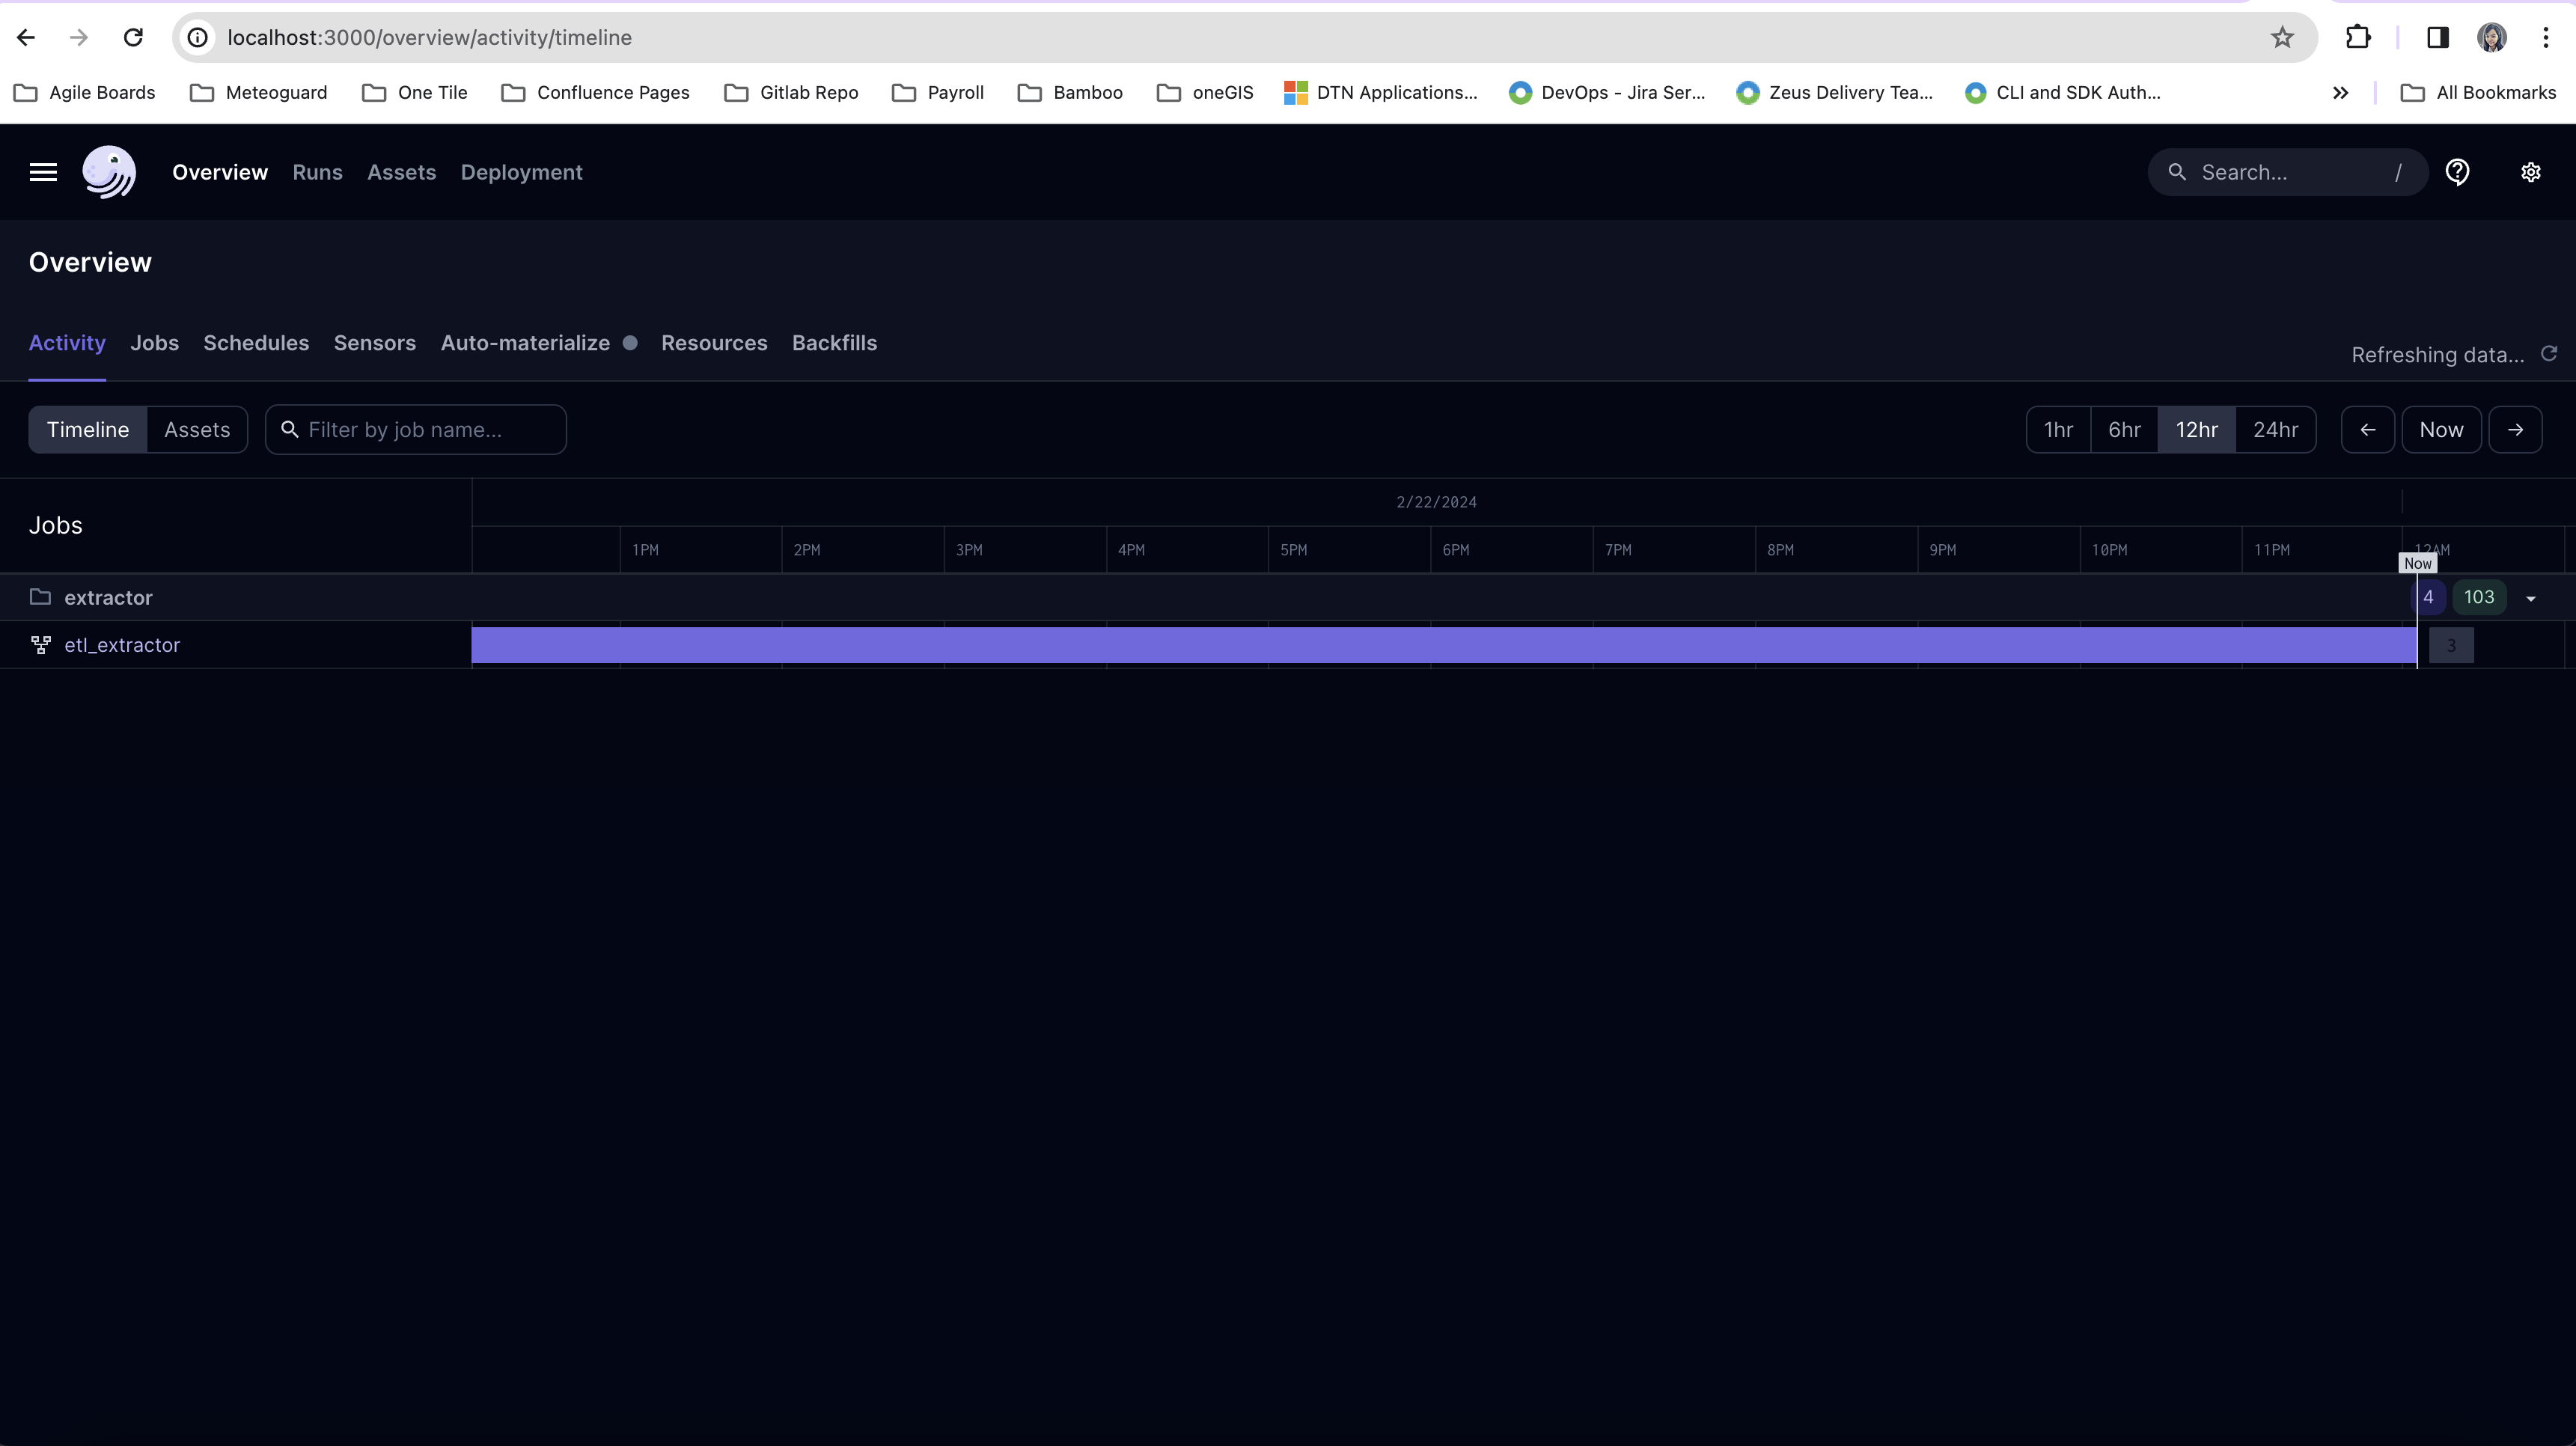 localhost:3000/overview/activity/timeline
Agile Boards Meteoguard One Tile Confluence Pages Gitlab Repo Payroll Bamboo oneGIS DTN Applications... DevOps - Jira Ser... Zeus Delivery Tea... CLI and SDK Auth... All Bookmarks
Overview Runs Assets Deployment Search... /
Overview
Activity Jobs Schedules Sensors Auto-materialize Resources Backfills Refreshing data...
Timeline Assets Filter by job name... 1hr 6hr 12hr 24hr ← Now →
2/22/2024
Jobs
1PM 2PM 3PM 4PM 5PM 6PM 7PM 8PM 9PM 10PM 11PM 12AM
Now
extractor 4 103
etl_extractor 3